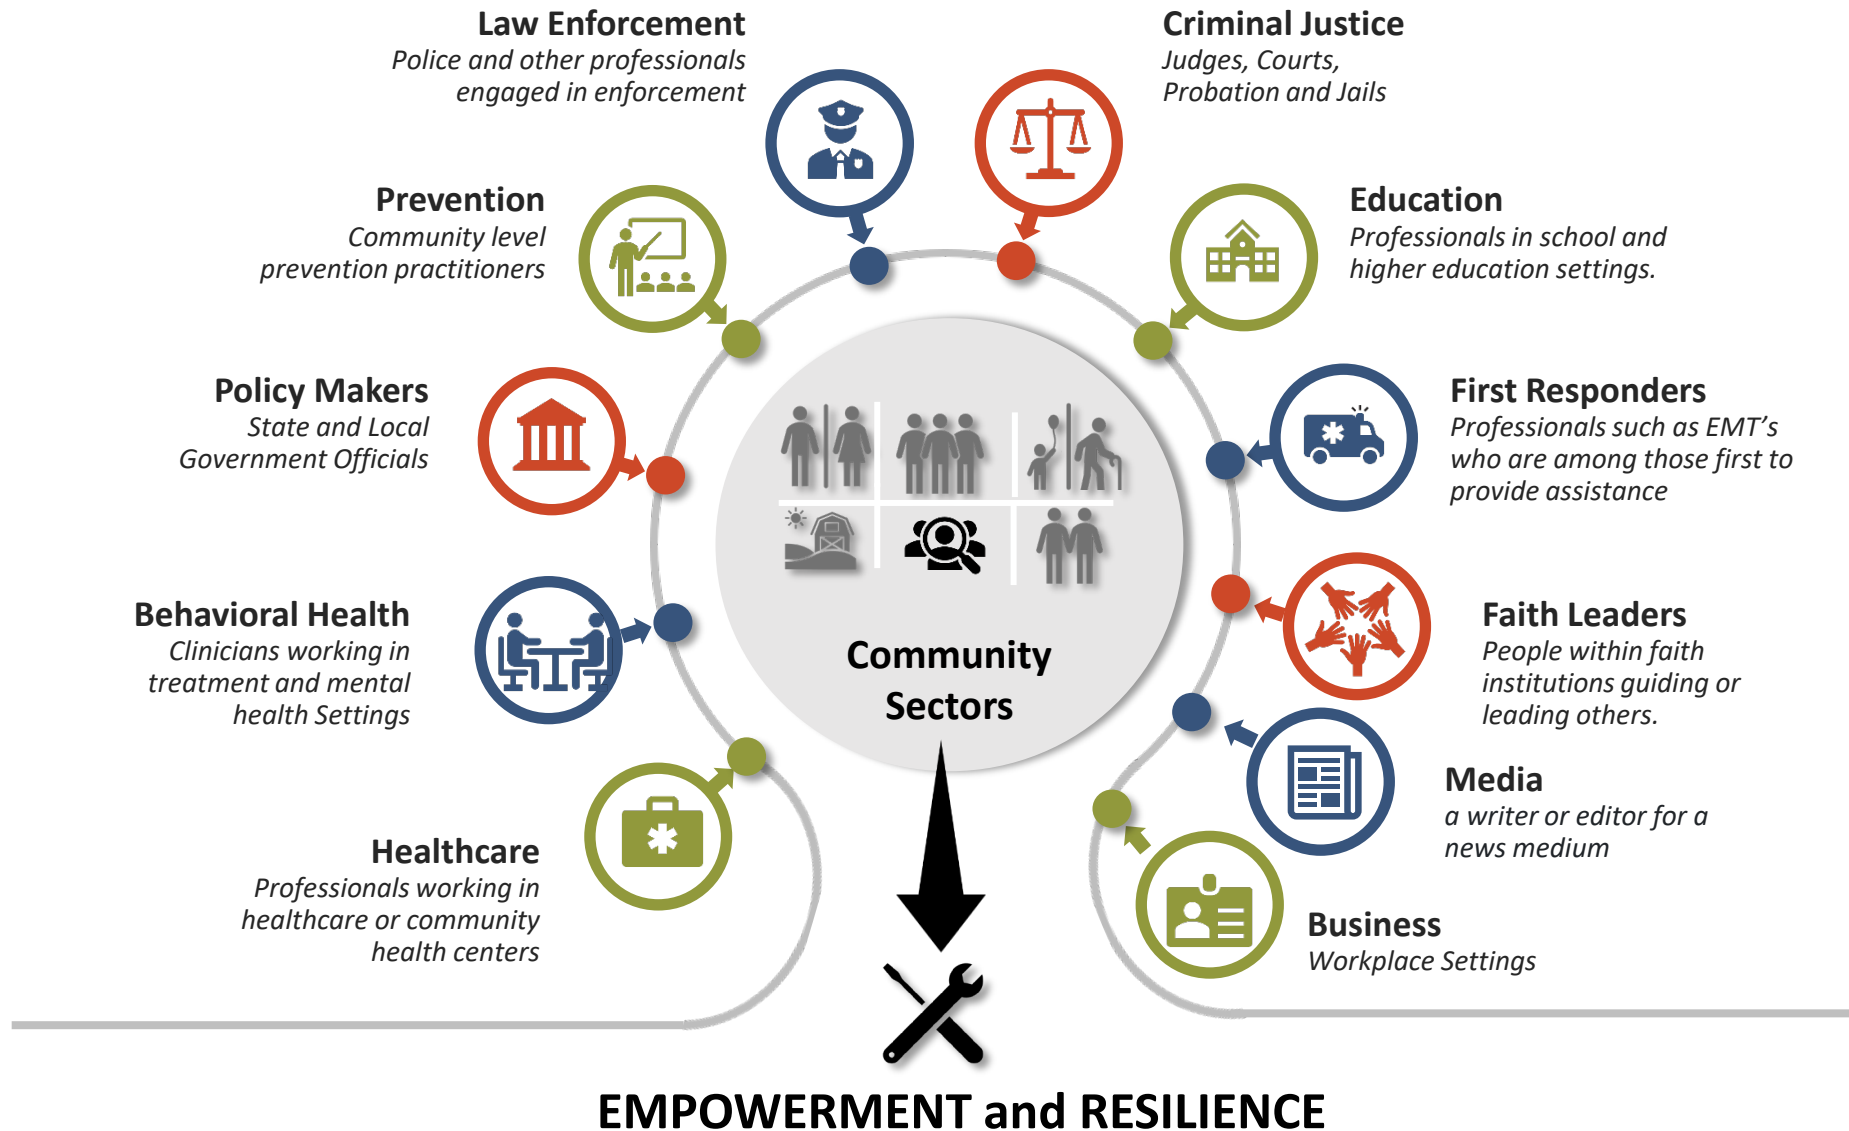 Law Enforcement
Police and other professionals
engaged in enforcement
Criminal Justice
Judges, Courts,
Probation and Jails
Prevention
Community level
prevention practitioners
Education
Professionals in school and
higher education settings.
Policy Makers
State and Local
Government Officials
First Responders
Professionals such as EMT's
who are among those first to
provide assistance
Behavioral Health
Clinicians working in
treatment and mental
health Settings
Faith Leaders
People within faith
institutions guiding or
leading others.
Community
Sectors
Media
a writer or editor for a
news medium
Healthcare
Professionals working in
healthcare or community
health centers
Business
Workplace Settings
EMPOWERMENT and RESILIENCE